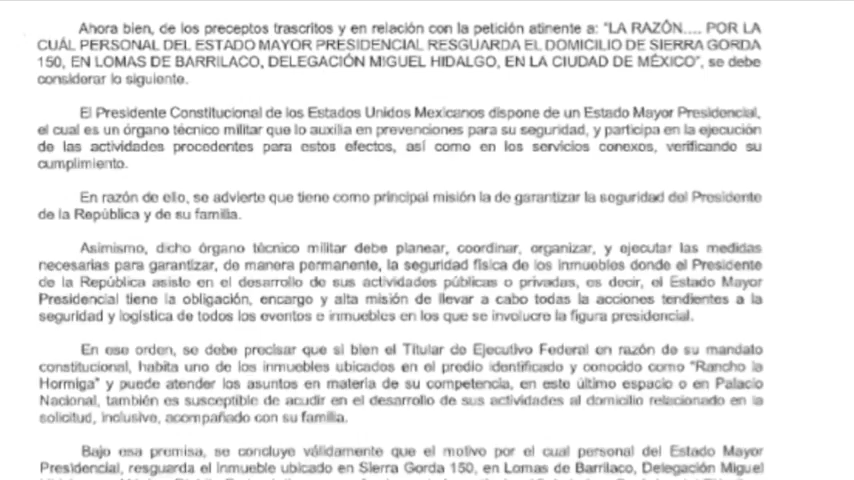 Ahora bien, de los preceptos trascritos y en relación con la petición atinente a: "LA RAZÓN.... POR LA
CUÁL PERSONAL DEL ESTADO MAYOR PRESIDENCIAL RESGUARDA EL DOMICILIO DE SIERRA GORDA
150, EN LOMAS DE BARRILACO, DELEGACIÓN MIGUEL HIDALGO, EN LA CIUDAD DE MÉXICO", se debe
considerar lo siguiente.
El Presidente Constitucional de los Estados Unidos Mexicanos dispone de un Estado Mayor Presidencial,
el cual es un órgano técnico militar que lo auxilia en prevenciones para su seguridad, y participa en la ejecución
de las actividades procedentes para estos efectos, así como en los servicios conexos, verificando su
cumplimiento.
En razón de ello, se advierte que tiene como principal misión la de garantizar la seguridad del Presidente
de la República y de su familia.
Asimismo, dicho órgano técnico militar debe planear, coordinar, organizar, y ejecutar las medidas
necesarias para garantizar, de manera permanente, la seguridad física de los inmuebles donde el Presidente
de la República asiste en el desarrollo de sus actividades públicas o privadas, es decir, el Estado Mayor
Presidencial tiene la obligación, encargo y alta misión de llevar a cabo todas la acciones tendientes a la
seguridad y logística de todos los eventos e inmuebles en los que se involucre la figura presidencial.
En ese orden, se debe precisar que si bien el Titular de Ejecutivo Federal en razón de su mandato
constitucional, habita uno de los inmuebles ubicados en el predio identificado y conocido como "Rancho la
Hormiga" y puede atender los asuntos en materia de su competencia, en este último espacio o en Palacio
Nacional, también es susceptible de acudir en el desarrollo de sus actividades al domicilio relacionado en la
solicitud, inclusive, acompañado con su familia.
Bajo esa premisa, se concluye válidamente que el motivo por el cual personal del Estado Mayor
Presidencial, resguarda el inmueble ubicado en Sierra Gorda 150, en Lomas de Barrilaco, Delegación Miguel